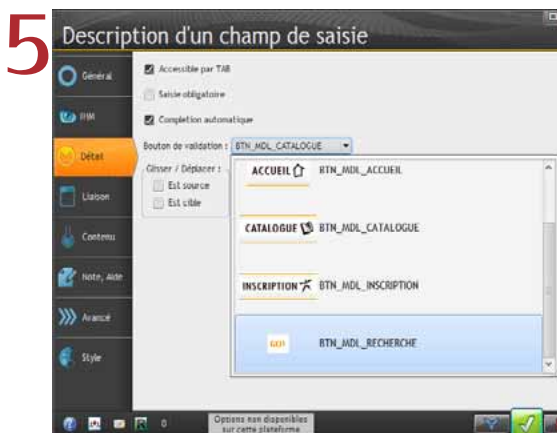 5
Description d'un champ de saisie
Général
IHM
Détail
Liaison
Contenu
Note, Aide
Avancé
Style
Accessible par TAB
Saisie obligatoire
Completion automatique
Bouton de validation : BTN_MDL_CATALOGUE
Glisser / Déplacer :
Est source
Est cible
ACCUEIL BTN_MDL_ACCUEIL
CATALOGUE BTN_MDL_CATALOGUE
INSCRIPTION BTN_MDL_INSCRIPTION
GO! BTN_MDL_RECHERCHE
0
Options non disponibles
sur cette plateforme